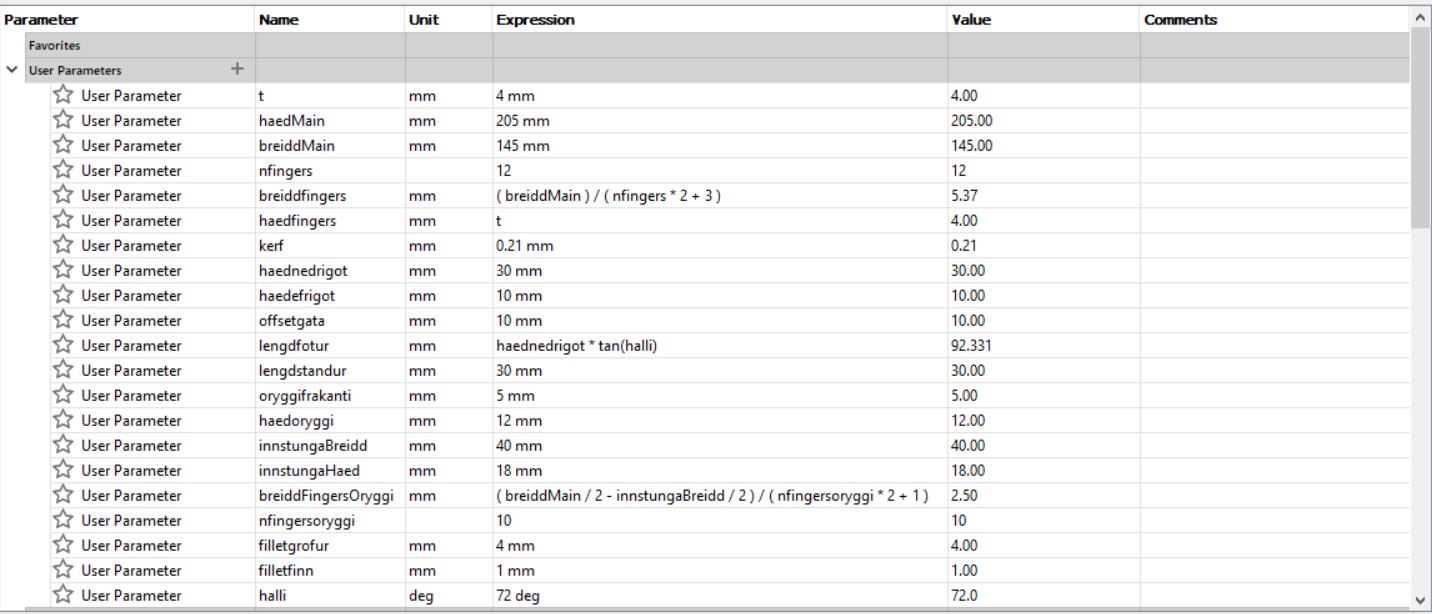 Parameter Name Unit Expression Value Comments
Favorites
User Parameters +
User Parameter t mm 4 mm 4.00
User Parameter haedMain mm 205 mm 205.00
User Parameter breiddMain mm 145 mm 145.00
User Parameter nfingers 12 12
User Parameter breiddfingers mm ( breiddMain ) / ( nfingers * 2 + 3 ) 5.37
User Parameter haedfingers mm t 4.00
User Parameter kerf mm 0.21 mm 0.21
User Parameter haednedrigot mm 30 mm 30.00
User Parameter haedefrigot mm 10 mm 10.00
User Parameter offsetgata mm 10 mm 10.00
User Parameter lengdfotur mm haednedrigot * tan(halli) 92.331
User Parameter lengdstandur mm 30 mm 30.00
User Parameter oryggifrakanti mm 5 mm 5.00
User Parameter haedoryggi mm 12 mm 12.00
User Parameter innstungaBreidd mm 40 mm 40.00
User Parameter innstungaHaed mm 18 mm 18.00
User Parameter breiddFingersOryggi mm ( breiddMain / 2 - innstungaBreidd / 2 ) / ( nfingersoryggi * 2 + 1 ) 2.50
User Parameter nfingersoryggi 10 10
User Parameter filletgrofur mm 4 mm 4.00
User Parameter filletfinn mm 1 mm 1.00
User Parameter halli deg 72 deg 72.0